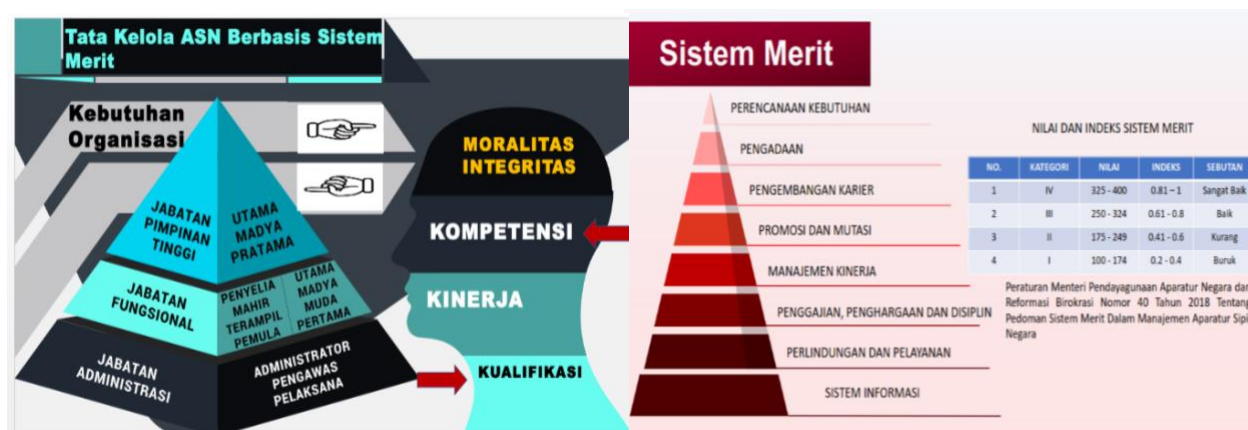 Tata Kelola ASN Berbasis Sistem
Merit
Kebutuhan
Organisasi
JABATAN
PIMPINAN
TINGGI
UTAMA
MADYA
PRATAMA
JABATAN
FUNGSIONAL
PENYELIA
MAHIR
TERAMPIL
PEMULA
UTAMA
MADYA
MUDA
PERTAMA
JABATAN
ADMINISTRASI
ADMINISTRATOR
PENGAWAS
PELAKSANA
MORALITAS
INTEGRITAS
KOMPETENSI
KINERJA
KUALIFIKASI
Sistem Merit
PERENCANAAN KEBUTUHAN
PENGADAAN
PENGEMBANGAN KARIER
PROMOSI DAN MUTASI
MANAJEMEN KINERJA
PENGGAJIAN, PENGHARGAAN DAN DISIPLIN
PERLINDUNGAN DAN PELAYANAN
SISTEM INFORMASI
NILAI DAN INDEKS SISTEM MERIT
NO. KATEGORI NILAI INDEKS SEBUTAN
1 IV 325 - 400 0.81 – 1 Sangat Baik
2 III 250 - 324 0.61 - 0.8 Baik
3 II 175 - 249 0.41 - 0.6 Kurang
4 I 100 - 174 0.2 - 0.4 Buruk
Peraturan Menteri Pendayagunaan Aparatur Negara dan
Reformasi Birokrasi Nomor 40 Tahun 2018 Tentang
Pedoman Sistem Merit Dalam Manajemen Aparatur Sipil
Negara